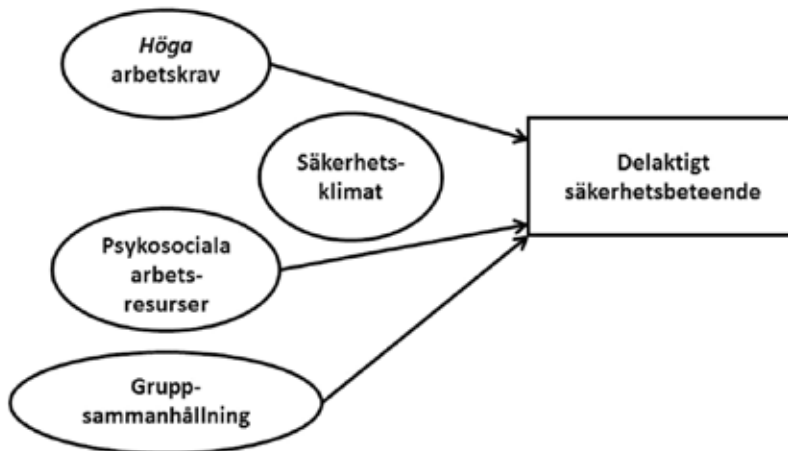 Höga
arbetskrav
Säkerhets-
klimat
Delaktigt
säkerhetsbeteende
Psykosociala
arbets-
resurser
Grupp-
sammanhållning